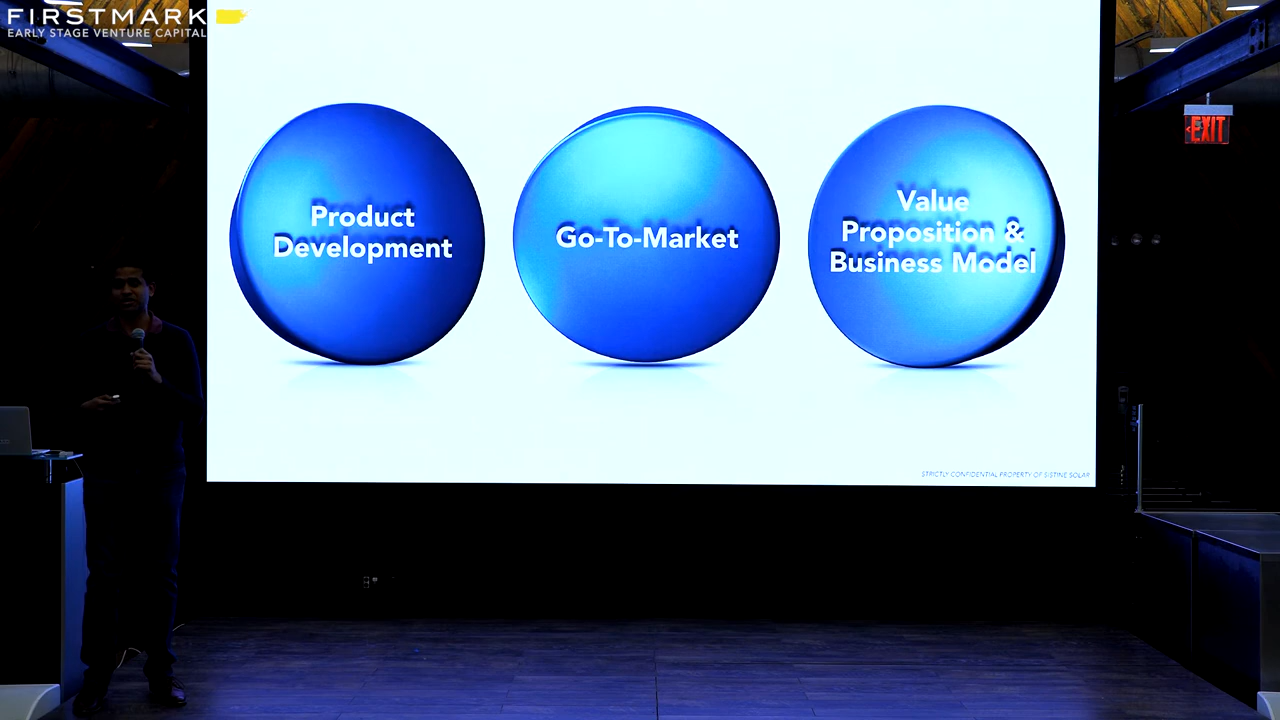 FIRSTMARK
EARLY STAGE VENTURE CAPITAL
EXIT
Product
Development
Go-To-Market
Value
Proposition &
Business Model
STRICTLY CONFIDENTIAL PROPERTY OF SISTINE SOLAR